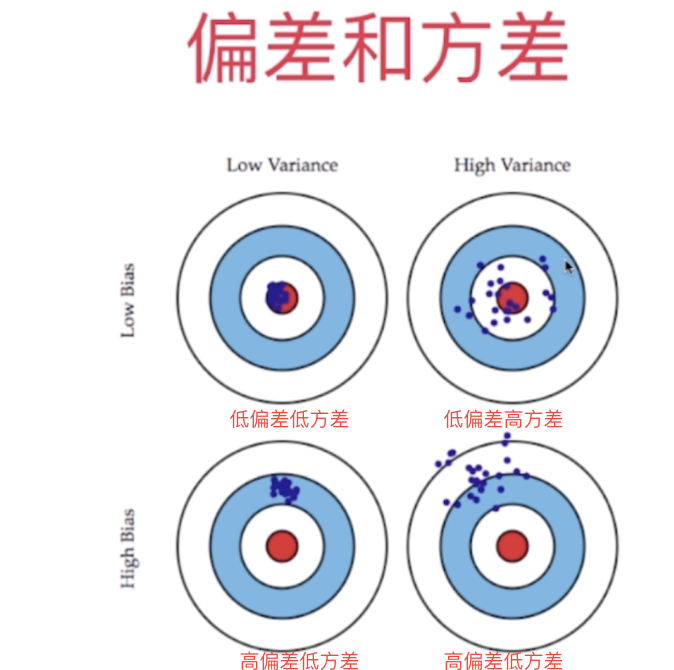 偏差和方差
Low Variance
High Variance
Low Bias
低偏差低方差
低偏差高方差
High Bias
高偏差低方差
高偏差低方差